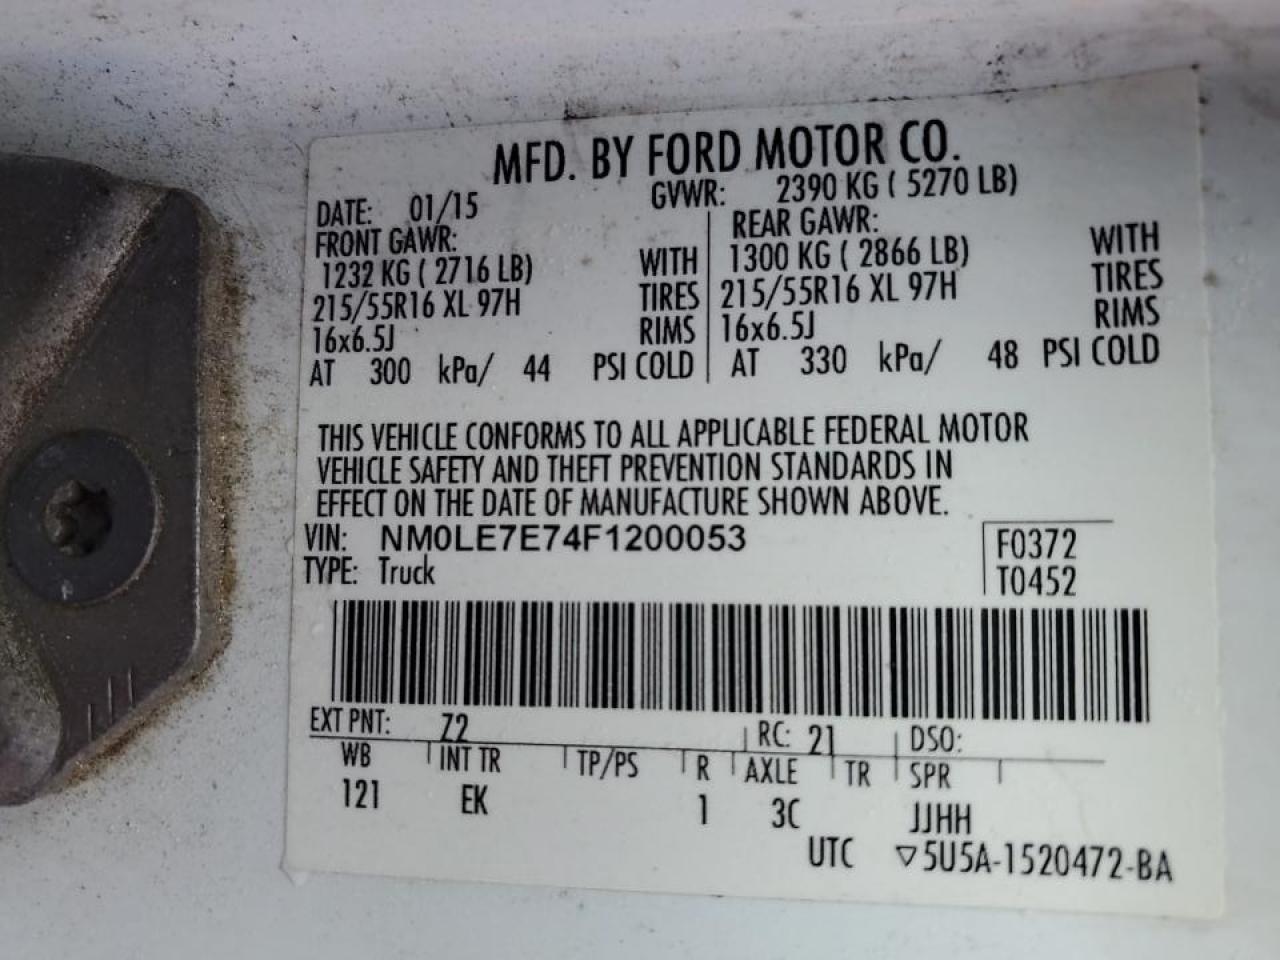 MFD. BY FORD MOTOR CO.
DATE: 01/15 GVWR: 2390 KG ( 5270 LB)
FRONT GAWR: REAR GAWR:
1232 KG ( 2716 LB) WITH 1300 KG ( 2866 LB) WITH
215/55R16 XL 97H TIRES 215/55R16 XL 97H TIRES
16x6.5J RIMS 16x6.5J RIMS
AT 300 kPa/ 44 PSI COLD AT 330 kPa/ 48 PSI COLD
THIS VEHICLE CONFORMS TO ALL APPLICABLE FEDERAL MOTOR
VEHICLE SAFETY AND THEFT PREVENTION STANDARDS IN
EFFECT ON THE DATE OF MANUFACTURE SHOWN ABOVE.
VIN: NM0LE7E74F1200053 F0372
TYPE: Truck T0452
EXT PNT: Z2 RC: 21 DSO:
WB INT TR TP/PS R AXLE TR SPR
121 EK 1 3C JJHH
UTC ▽5U5A-1520472-BA